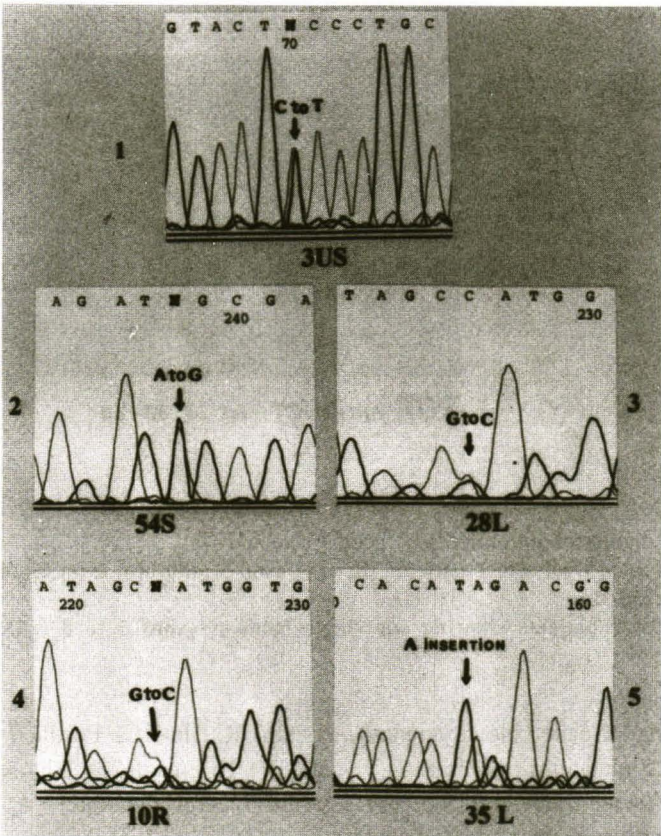 G T A C T N C C C T G C
70
C to T
1
3US
A G A T N G C G A
240
A to G
2
54S
T A G C C A T G G
230
G to C
3
28L
A T A G C N A T G G T G
220 230
G to C
4
10R
C A C A T A G A C G G
160
A INSERTION
5
35 L